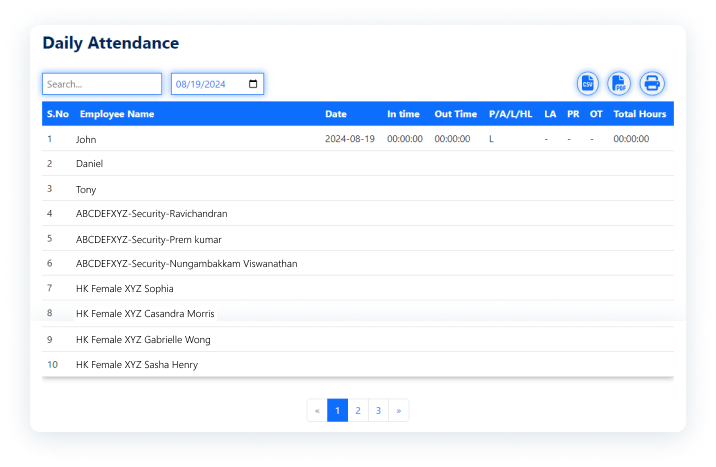 Daily Attendance
Search... 08/19/2024 CSV PDF
S.No Employee Name Date In time Out Time P/A/L/HL LA PR OT Total Hours
1 John 2024-08-19 00:00:00 00:00:00 L - - - 00:00:00
2 Daniel
3 Tony
4 ABCDEFXYZ-Security-Ravichandran
5 ABCDEFXYZ-Security-Prem kumar
6 ABCDEFXYZ-Security-Nungambakkam Viswanathan
7 HK Female XYZ Sophia
8 HK Female XYZ Casandra Morris
9 HK Female XYZ Gabrielle Wong
10 HK Female XYZ Sasha Henry
« 1 2 3 »